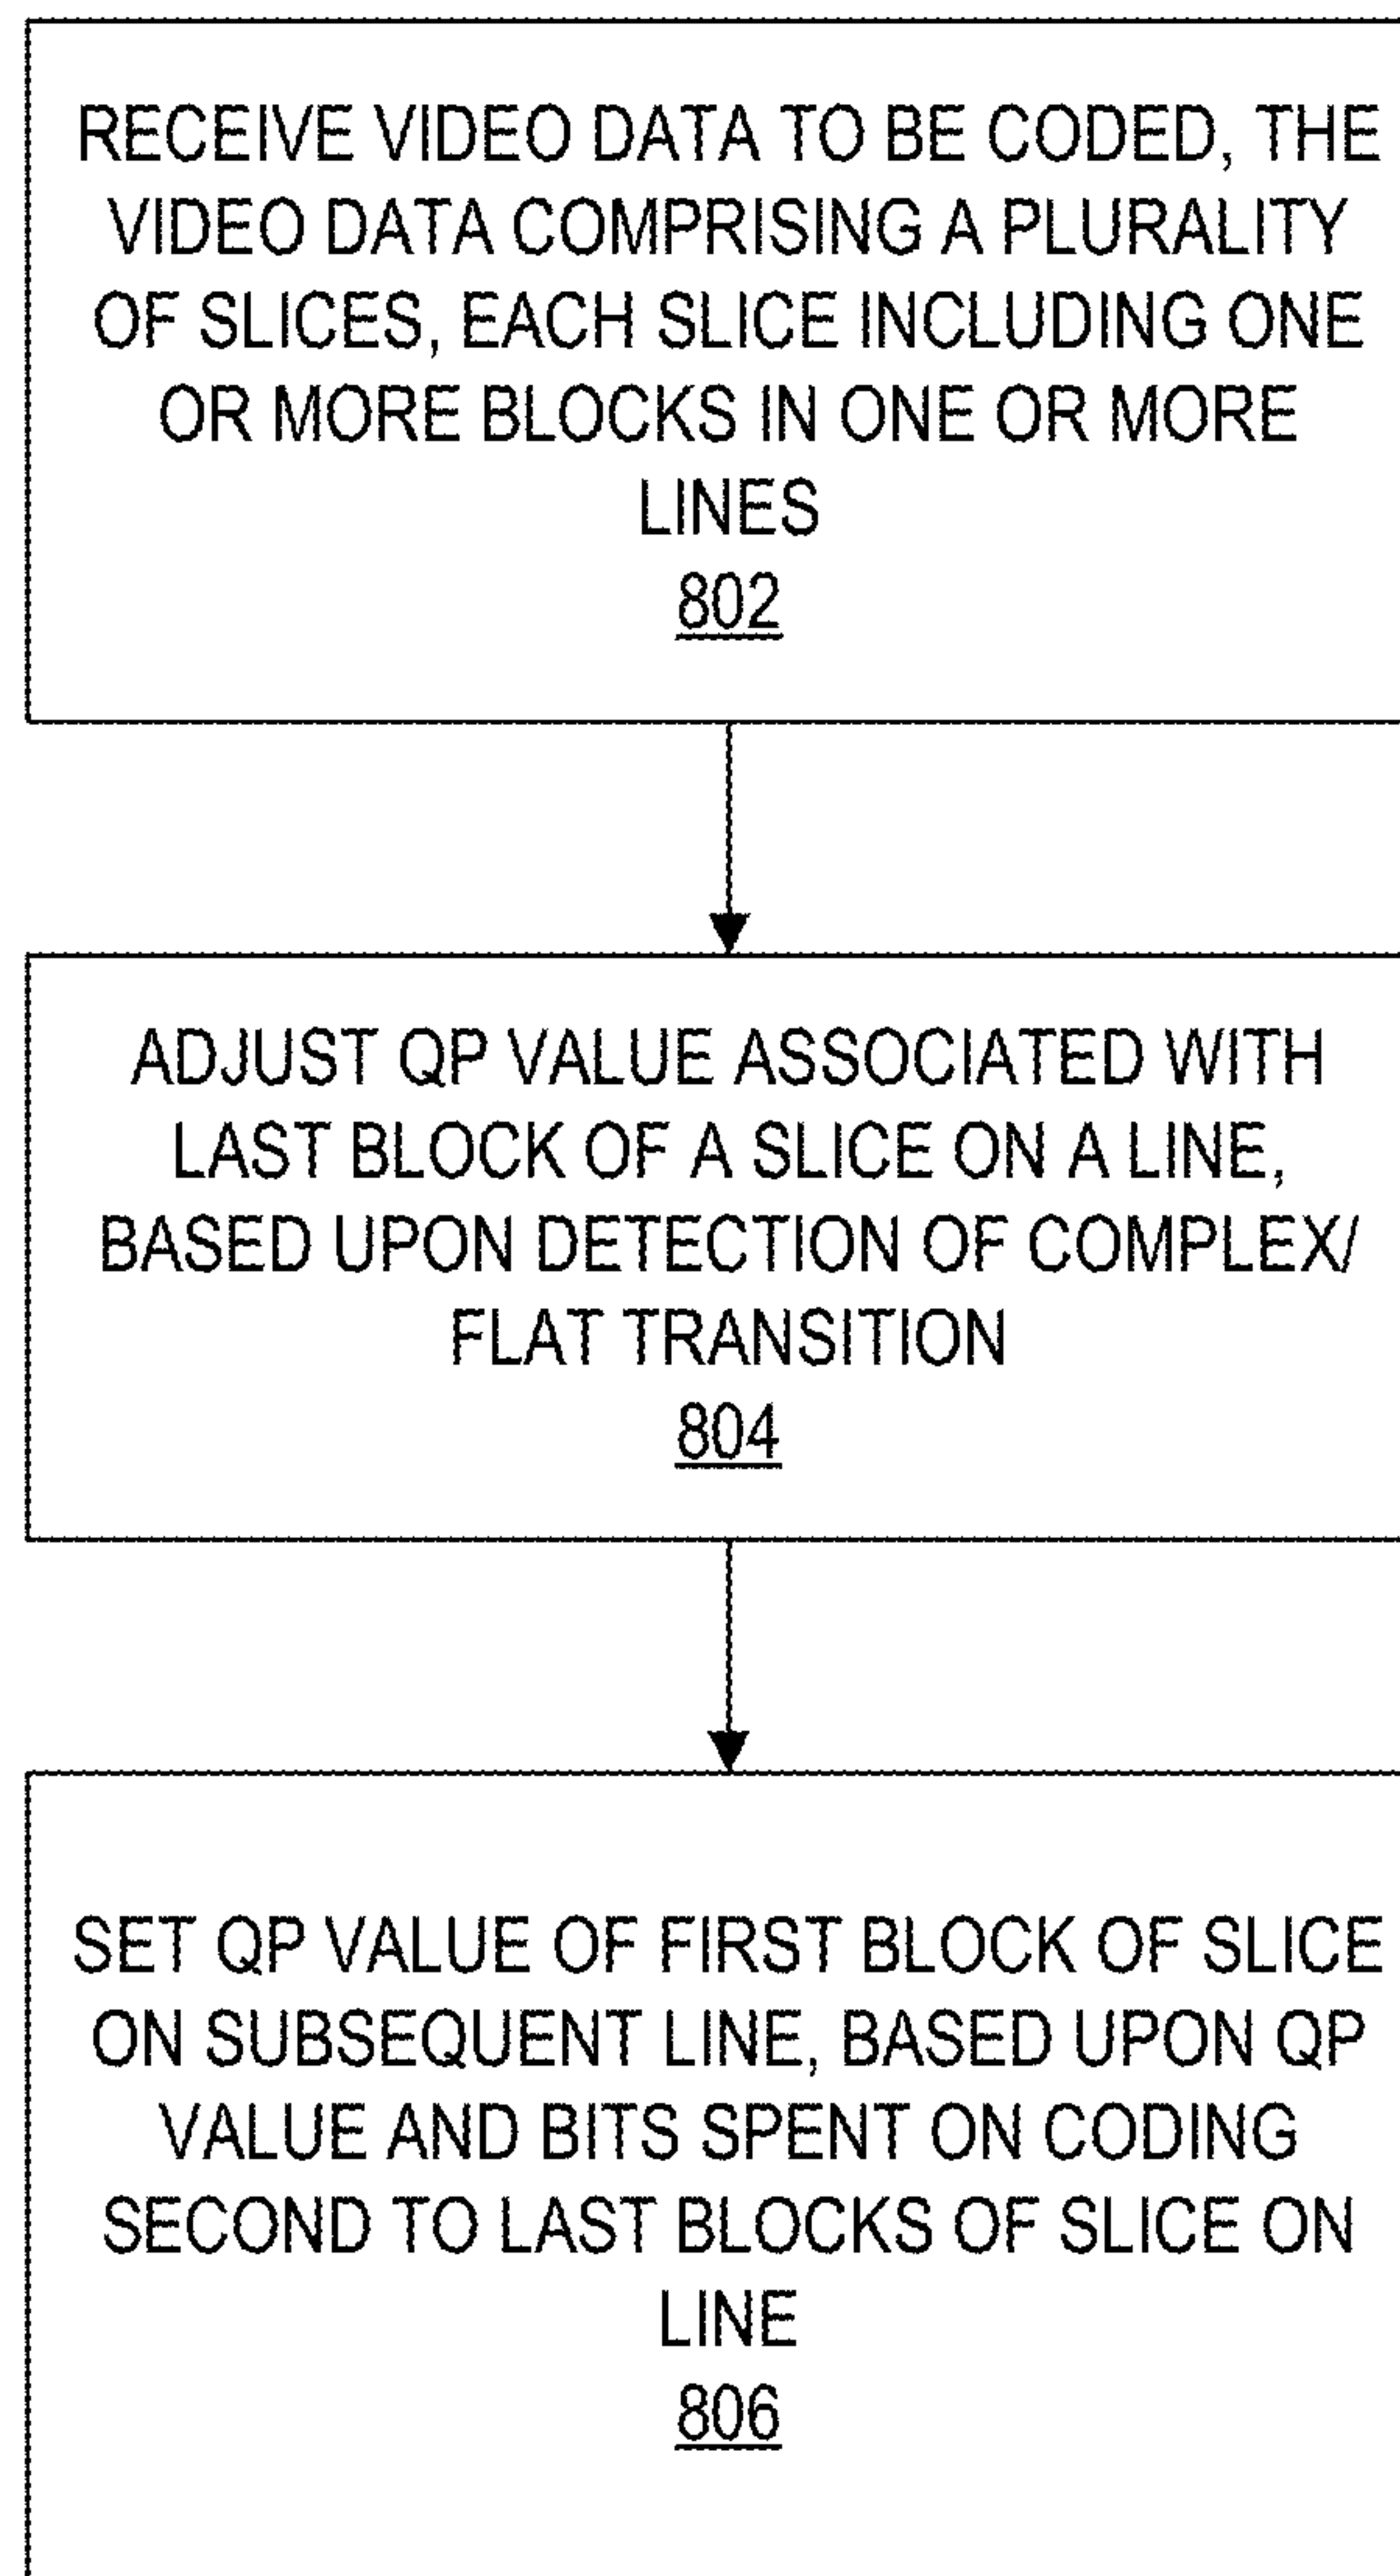 RECEIVE VIDEO DATA TO BE CODED, THE
VIDEO DATA COMPRISING A PLURALITY
OF SLICES, EACH SLICE INCLUDING ONE
OR MORE BLOCKS IN ONE OR MORE
LINES
802
ADJUST QP VALUE ASSOCIATED WITH
LAST BLOCK OF A SLICE ON A LINE,
BASED UPON DETECTION OF COMPLEX/
FLAT TRANSITION
804
SET QP VALUE OF FIRST BLOCK OF SLICE
ON SUBSEQUENT LINE, BASED UPON QP
VALUE AND BITS SPENT ON CODING
SECOND TO LAST BLOCKS OF SLICE ON
LINE
806